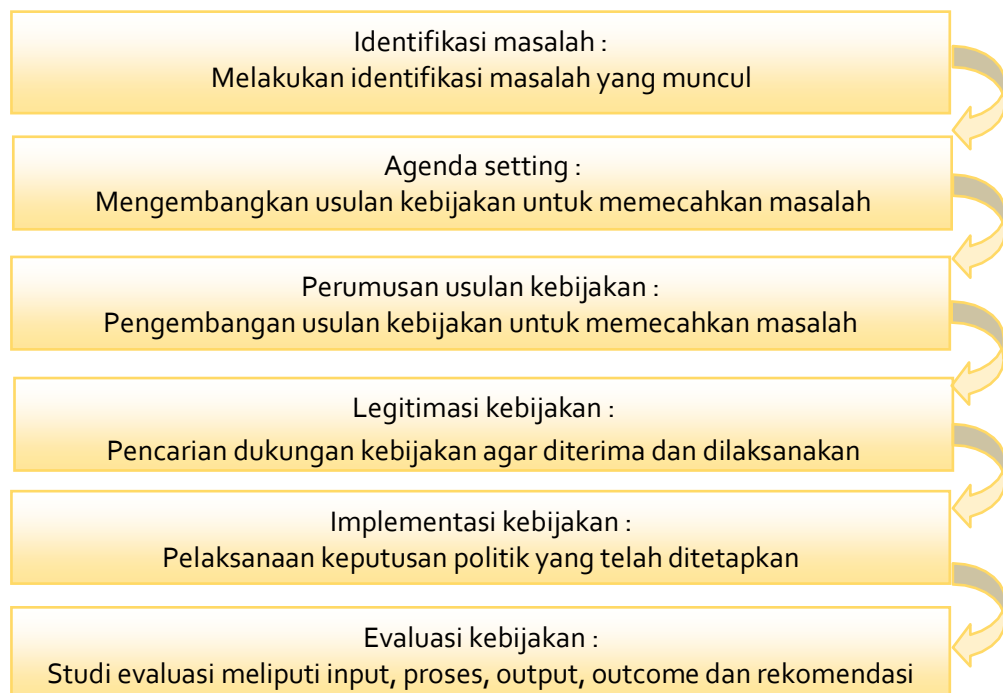 Identifikasi masalah :
Melakukan identifikasi masalah yang muncul
Agenda setting :
Mengembangkan usulan kebijakan untuk memecahkan masalah
Perumusan usulan kebijakan :
Pengembangan usulan kebijakan untuk memecahkan masalah
Legitimasi kebijakan :
Pencarian dukungan kebijakan agar diterima dan dilaksanakan
Implementasi kebijakan :
Pelaksanaan keputusan politik yang telah ditetapkan
Evaluasi kebijakan :
Studi evaluasi meliputi input, proses, output, outcome dan rekomendasi